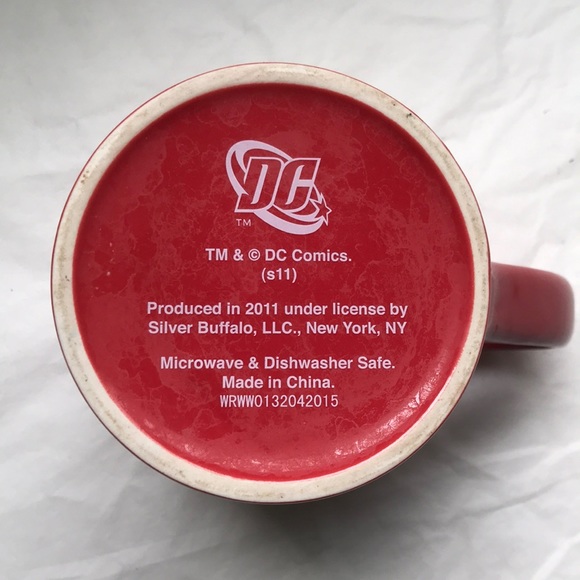 DC
TM
TM & © DC Comics.
(s11)
Produced in 2011 under license by
Silver Buffalo, LLC., New York, NY
Microwave & Dishwasher Safe.
Made in China.
WRWW0132042015